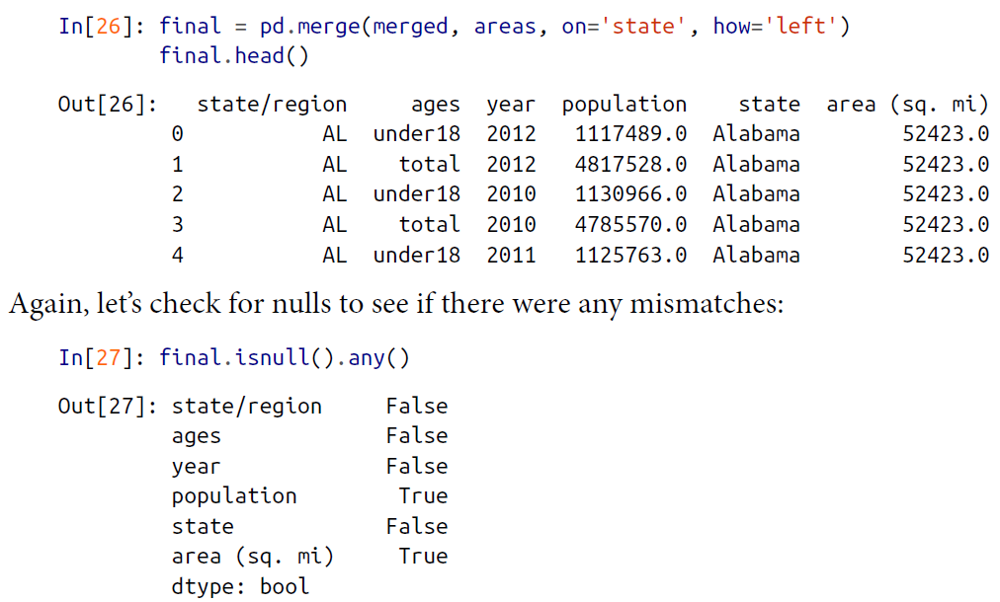 In[26]: final = pd.merge(merged, areas, on='state', how='left')
final.head()
Out[26]: state/region ages year population state area (sq. mi)
0 AL under18 2012 1117489.0 Alabama 52423.0
1 AL total 2012 4817528.0 Alabama 52423.0
2 AL under18 2010 1130966.0 Alabama 52423.0
3 AL total 2010 4785570.0 Alabama 52423.0
4 AL under18 2011 1125763.0 Alabama 52423.0
Again, let’s check for nulls to see if there were any mismatches:
In[27]: final.isnull().any()
Out[27]: state/region False
ages False
year False
population True
state False
area (sq. mi) True
dtype: bool